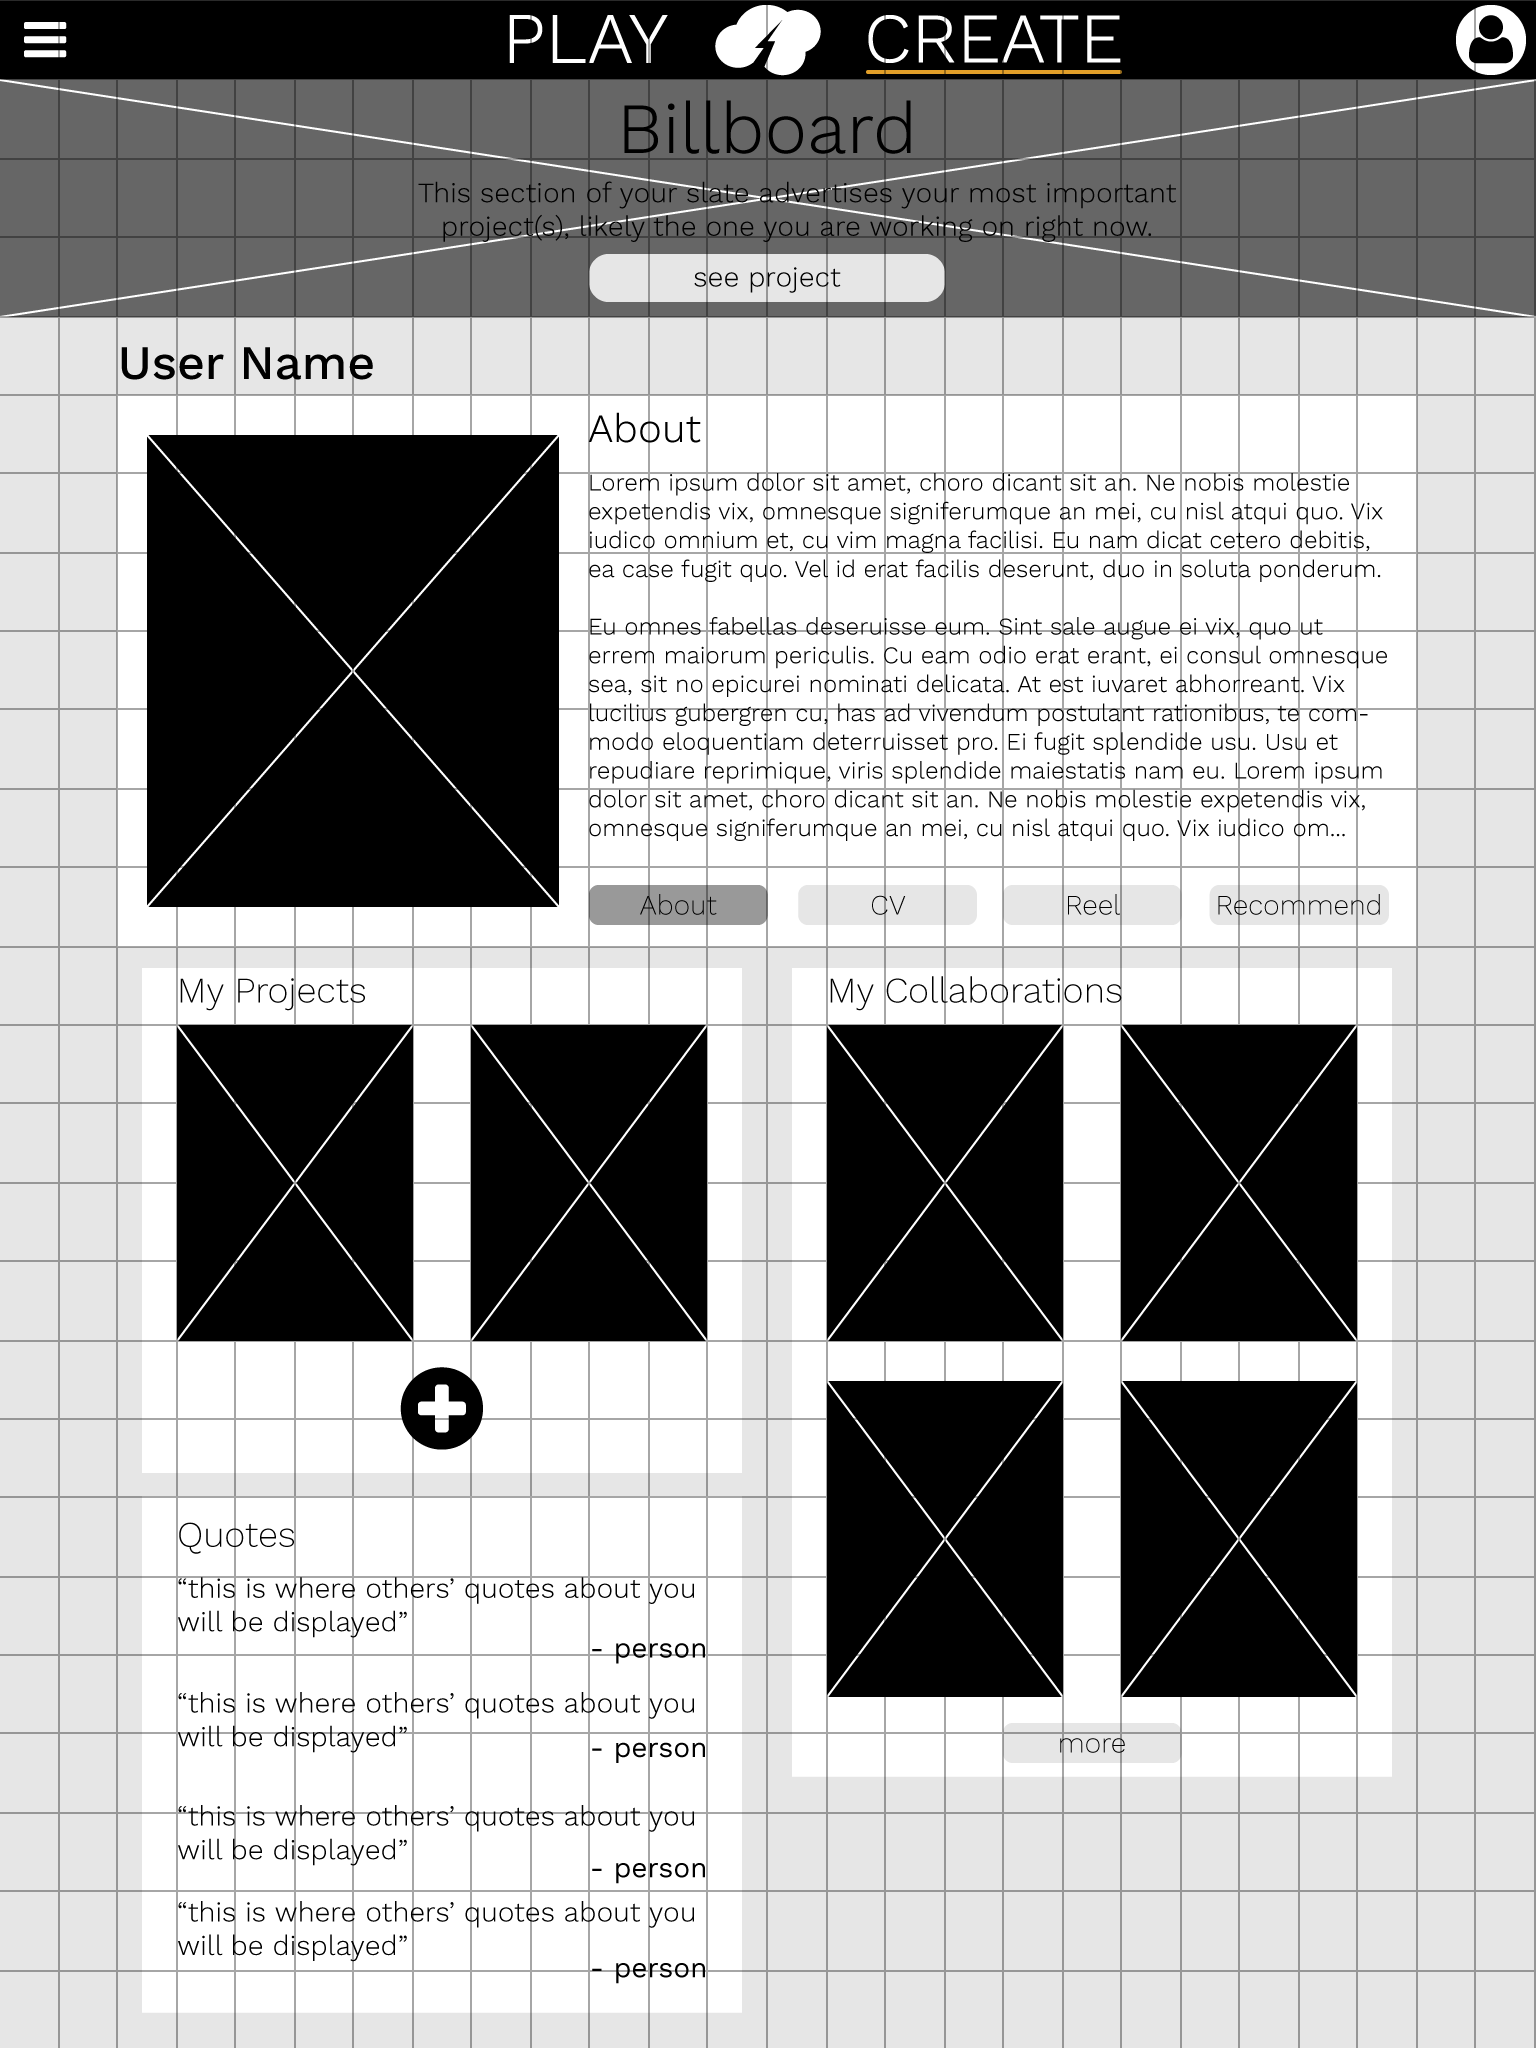 PLAY CREATE
Billboard
This section of your slate advertises your most important
project(s), likely the one you are working on right now.
see project
User Name
About
Lorem ipsum dolor sit amet, choro dicant sit an. Ne nobis molestie
expetendis vix, omnesque signiferumque an mei, cu nisl atqui quo. Vix
iudico omnium et, cu vim magna facilisi. Eu nam dicat cetero debitis,
ea case fugit quo. Vel id erat facilis deserunt, duo in soluta ponderum.
Eu omnes fabellas deseruisse eum. Sint sale augue ei vix, quo ut
errem maiorum periculis. Cu eam odio erat erant, ei consul omnesque
sea, sit no epicurei nominati delicata. At est iuvaret abhorreant. Vix
lucilius gubergren cu, has ad vivendum postulant rationibus, te com-
modo eloquentiam deterruisset pro. Ei fugit splendide usu. Usu et
repudiare reprimique, viris splendide maiestatis nam eu. Lorem ipsum
dolor sit amet, choro dicant sit an. Ne nobis molestie expetendis vix,
omnesque signiferumque an mei, cu nisl atqui quo. Vix iudico om...
About CV Reel Recommend
My Projects
My Collaborations
more
Quotes
“this is where others’ quotes about you
will be displayed”
- person
“this is where others’ quotes about you
will be displayed”
- person
“this is where others’ quotes about you
will be displayed”
- person
“this is where others’ quotes about you
will be displayed”
- person